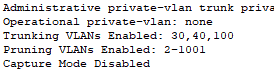 Administrative private-vlan trunk
Operational private-vlan: none
Trunking VLANs Enabled: 30,40,100
Pruning VLANs Enabled: 2-1001
Capture Mode Disabled